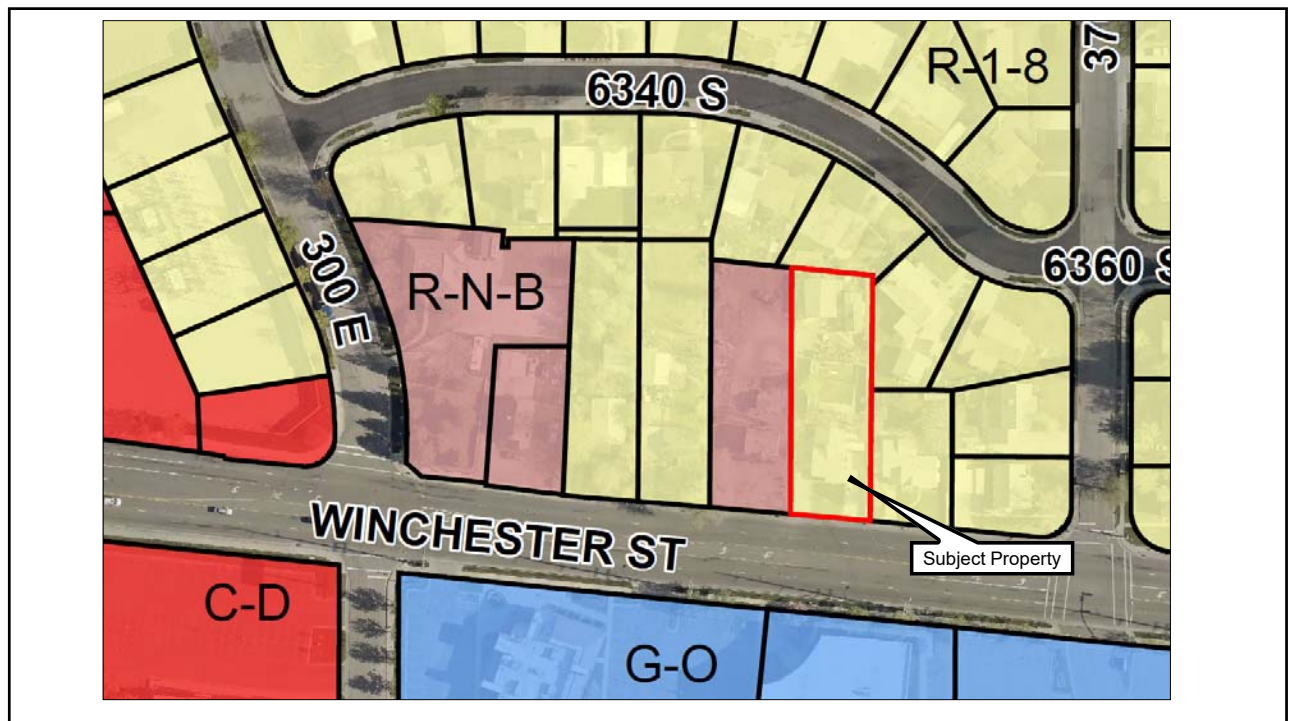 R-1-8
37
6340 S
300 E
6360 S
R-N-B
WINCHESTER ST
Subject Property
C-D
G-O